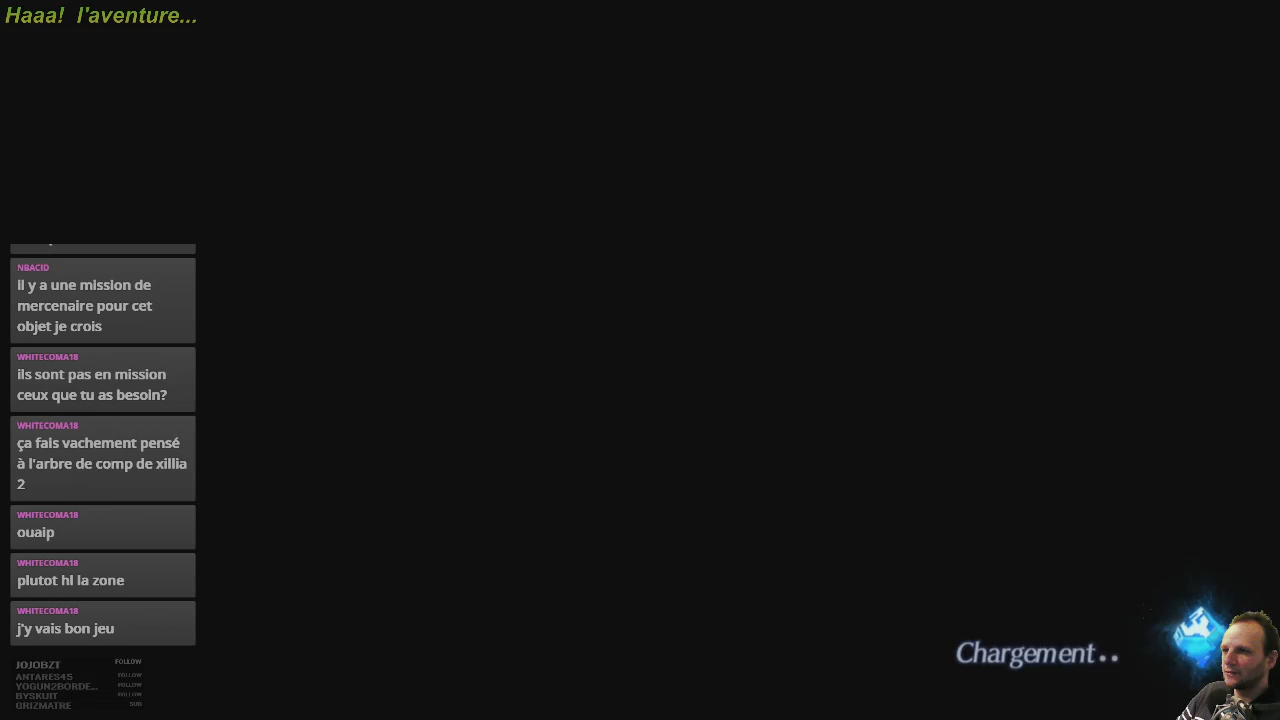 Haaa! l'aventure...
NBACID
il y a une mission de
mercenaire pour cet
objet je crois
WHITECOMA18
ils sont pas en mission
ceux que tu as besoin?
WHITECOMA18
ça fais vachement pensé
à l'arbre de comp de xillia
2
WHITECOMA18
ouaip
WHITECOMA18
plutot hl la zone
WHITECOMA18
j'y vais bon jeu
JOJOBZT FOLLOW
ANTARES45 FOLLOW
YOGUN2BORDE... FOLLOW
BYSKUIT FOLLOW
GRIZMATRE SUB
Chargement..